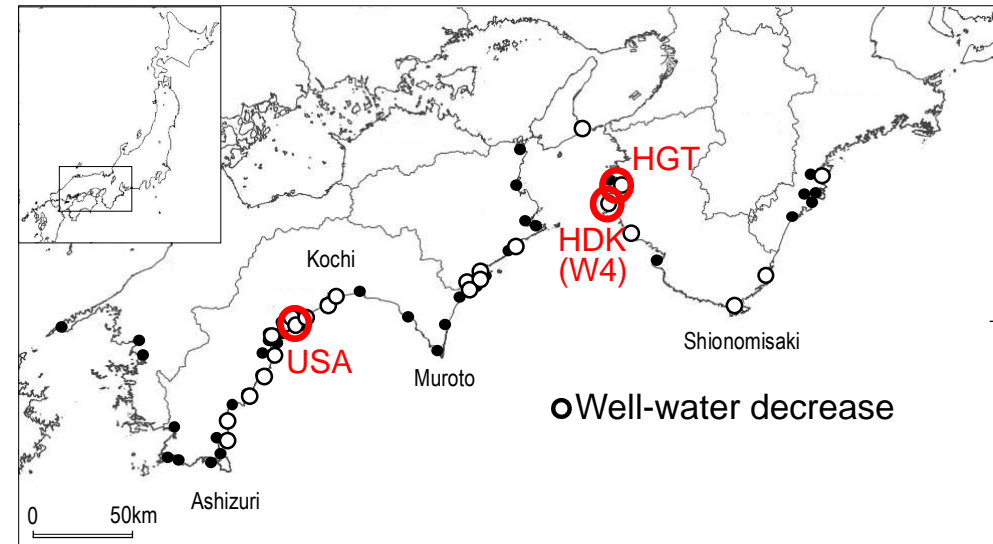 HGT
HDK
(W4)
Kochi
USA
Muroto
Shionomisaki
Well-water decrease
Ashizuri
0 50km